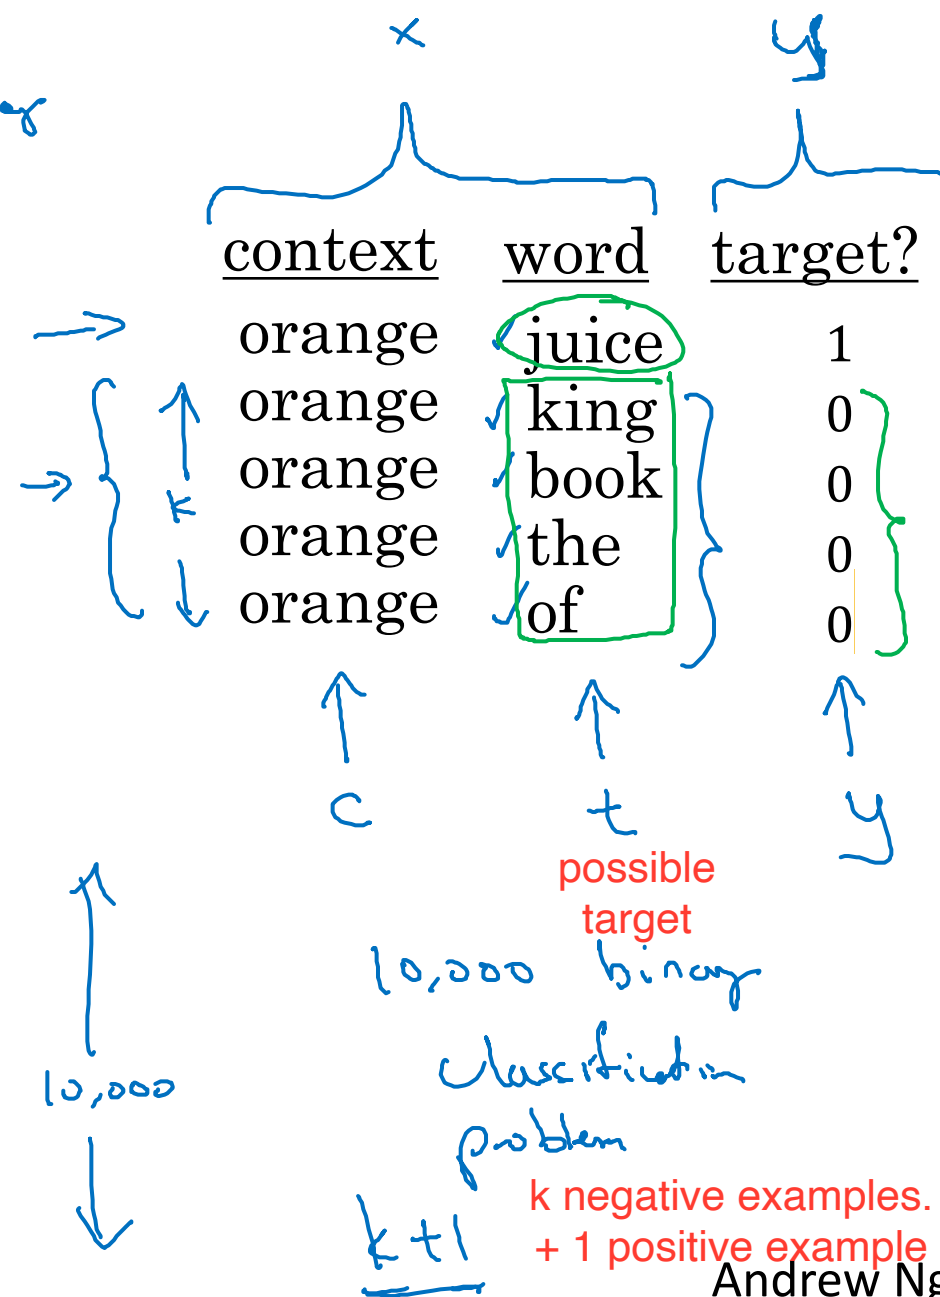 x y
context word target?
orange juice 1
orange king 0
orange book 0
k
orange the 0
orange of 0
c t y
possible
target
10,000 binary
classification
10,000
problem
k negative examples.
k+1 + 1 positive example
Andrew Ng